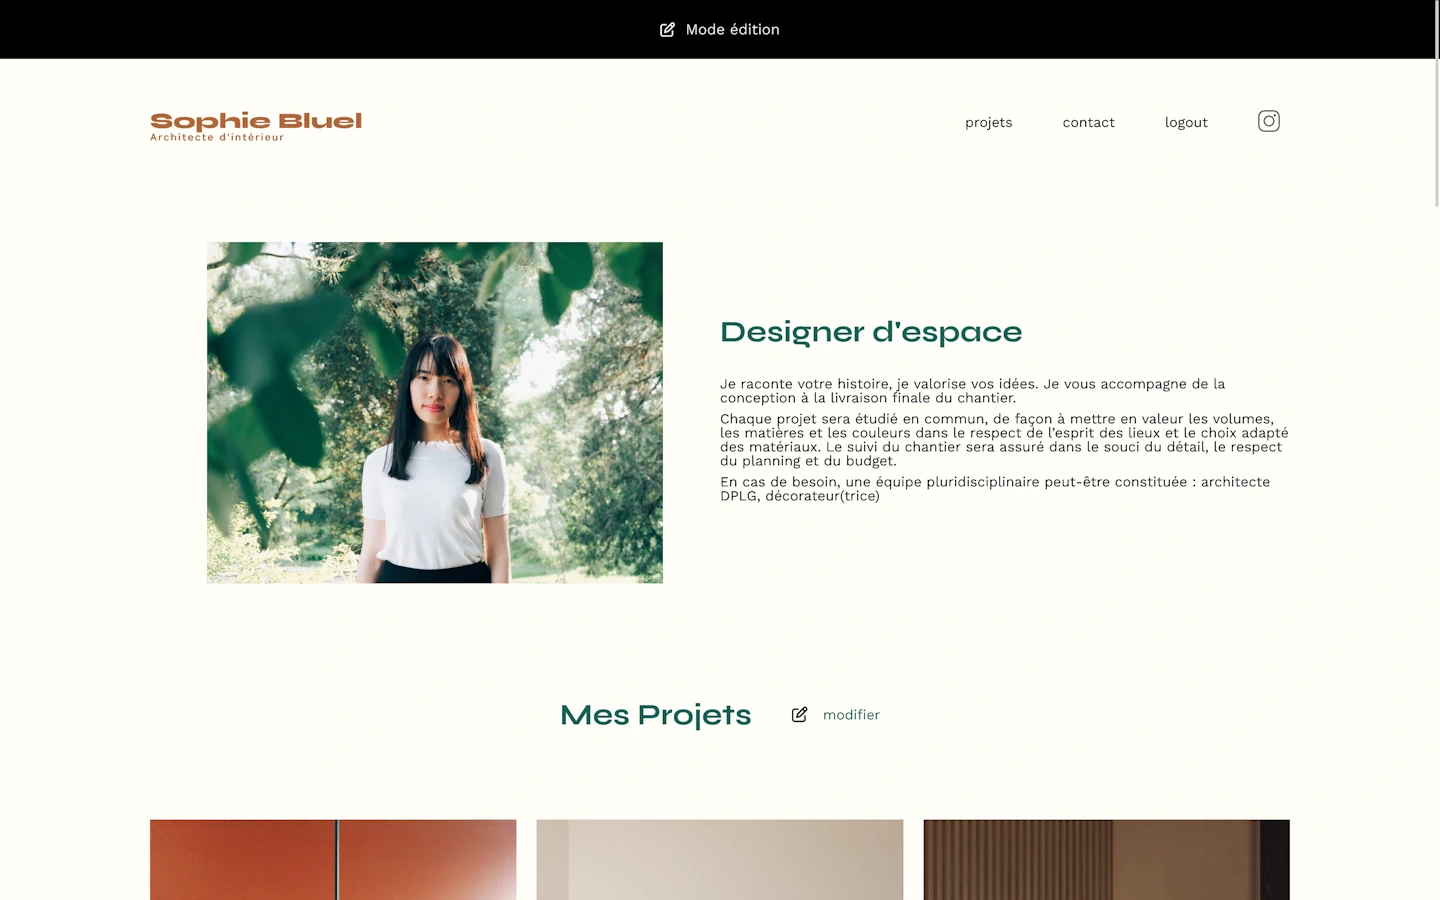 Mode édition
Sophie Bluel
Architecte d'intérieur
projets
contact
logout
Designer d'espace
Je raconte votre histoire, je valorise vos idées. Je vous accompagne de la
conception à la livraison finale du chantier.
Chaque projet sera étudié en commun, de façon à mettre en valeur les volumes,
les matières et les couleurs dans le respect de l’esprit des lieux et le choix adapté
des matériaux. Le suivi du chantier sera assuré dans le souci du détail, le respect
du planning et du budget.
En cas de besoin, une équipe pluridisciplinaire peut-être constituée : architecte
DPLG, décorateur(trice)
Mes Projets
modifier